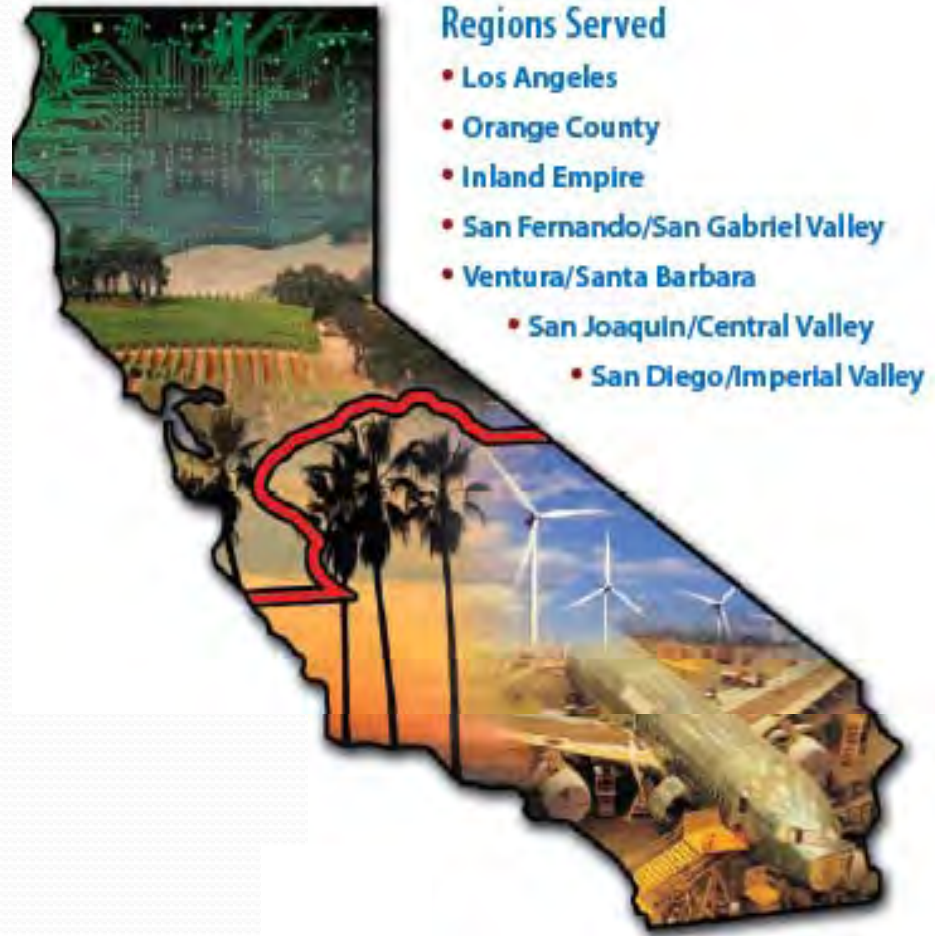 Regions Served
• Los Angeles
• Orange County
• Inland Empire
• San Fernando/San Gabriel Valley
• Ventura/Santa Barbara
• San Joaquin/Central Valley
• San Diego/Imperial Valley